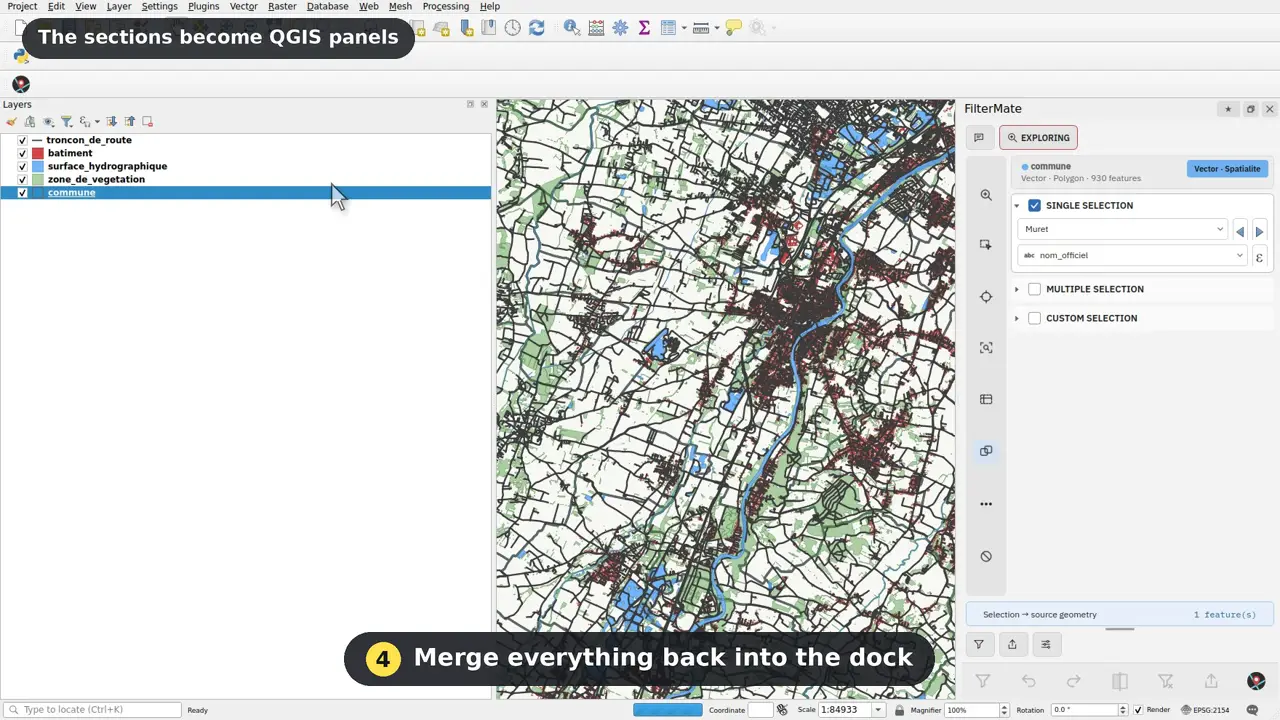 Project Edit View Layer Settings Plugins Vector Raster Database Web Mesh Processing Help
The sections become QGIS panels
Layers
troncon_de_route
batiment
surface_hydrographique
zone_de_vegetation
commune
FilterMate
EXPLORING
commune
Vector · Polygon · 930 features
Vector · Spatialite
SINGLE SELECTION
Muret
abc nom_officiel
ε
MULTIPLE SELECTION
CUSTOM SELECTION
Selection → source geometry 1 feature(s)
4 Merge everything back into the dock
Type to locate (Ctrl+K) Ready Coordinate Scale 1:84933 Magnifier 100% Rotation 0.0 ° Render EPSG:2154